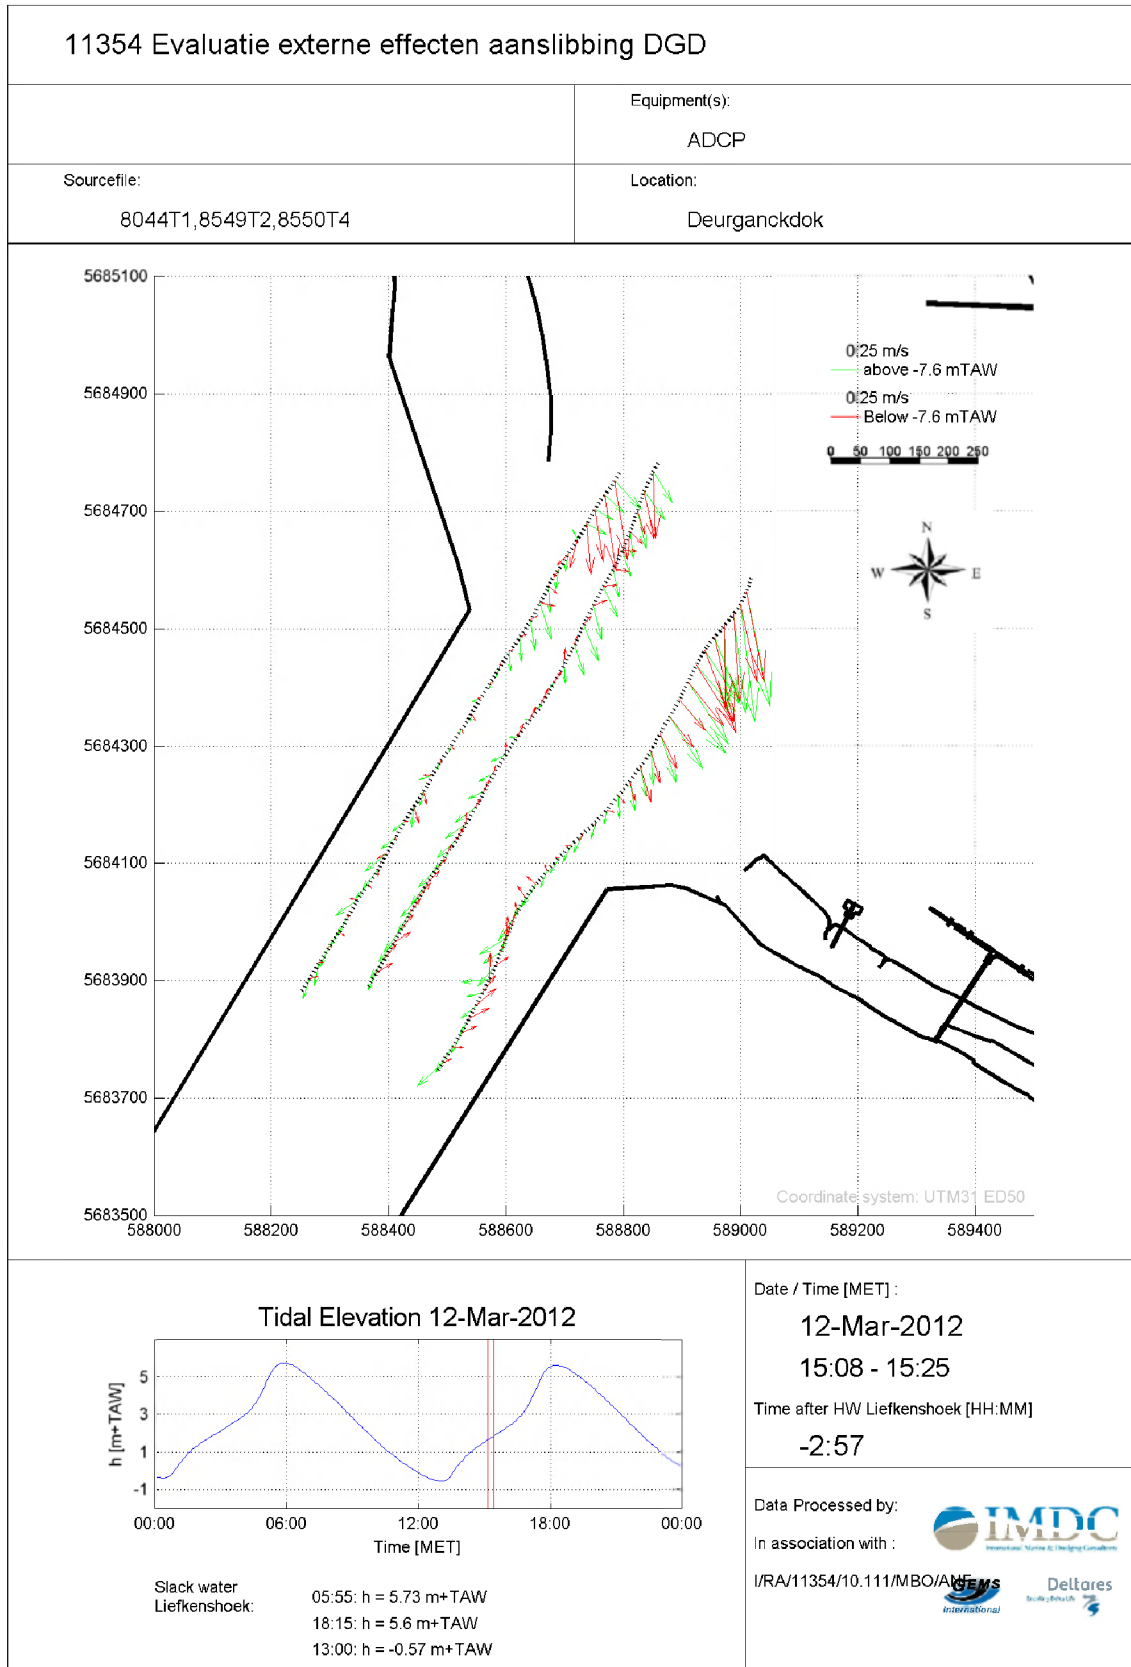 11354 Evaluatie externe effecten aanslibbing DGD
Equipment(s):
ADCP
Sourcefile:
8044T1,8549T2,8550T4
Location:
Deurganckdok
5685100
5684900
5684700
5684500
5684300
5684100
5683900
5683700
5683500
588000 588200 588400 588600 588800 589000 589200 589400
0.25 m/s
above -7.6 mTAW
0.25 m/s
Below -7.6 mTAW
0 50 100 150 200 250
N
W E
S
Coordinate system: UTM31 ED50
Tidal Elevation 12-Mar-2012
h [m+TAW]
5
3
1
-1
00:00 06:00 12:00 18:00 00:00
Time [MET]
Slack water
Liefkenshoek:
05:55: h = 5.73 m+TAW
18:15: h = 5.6 m+TAW
13:00: h = -0.57 m+TAW
Date / Time [MET] :
12-Mar-2012
15:08 - 15:25
Time after HW Liefkenshoek [HH:MM]
-2:57
Data Processed by:
IMDC
International Marine & Dredging Consultants
In association with :
I/RA/11354/10.111/MBO/ANF
GEMS
International
Deltares